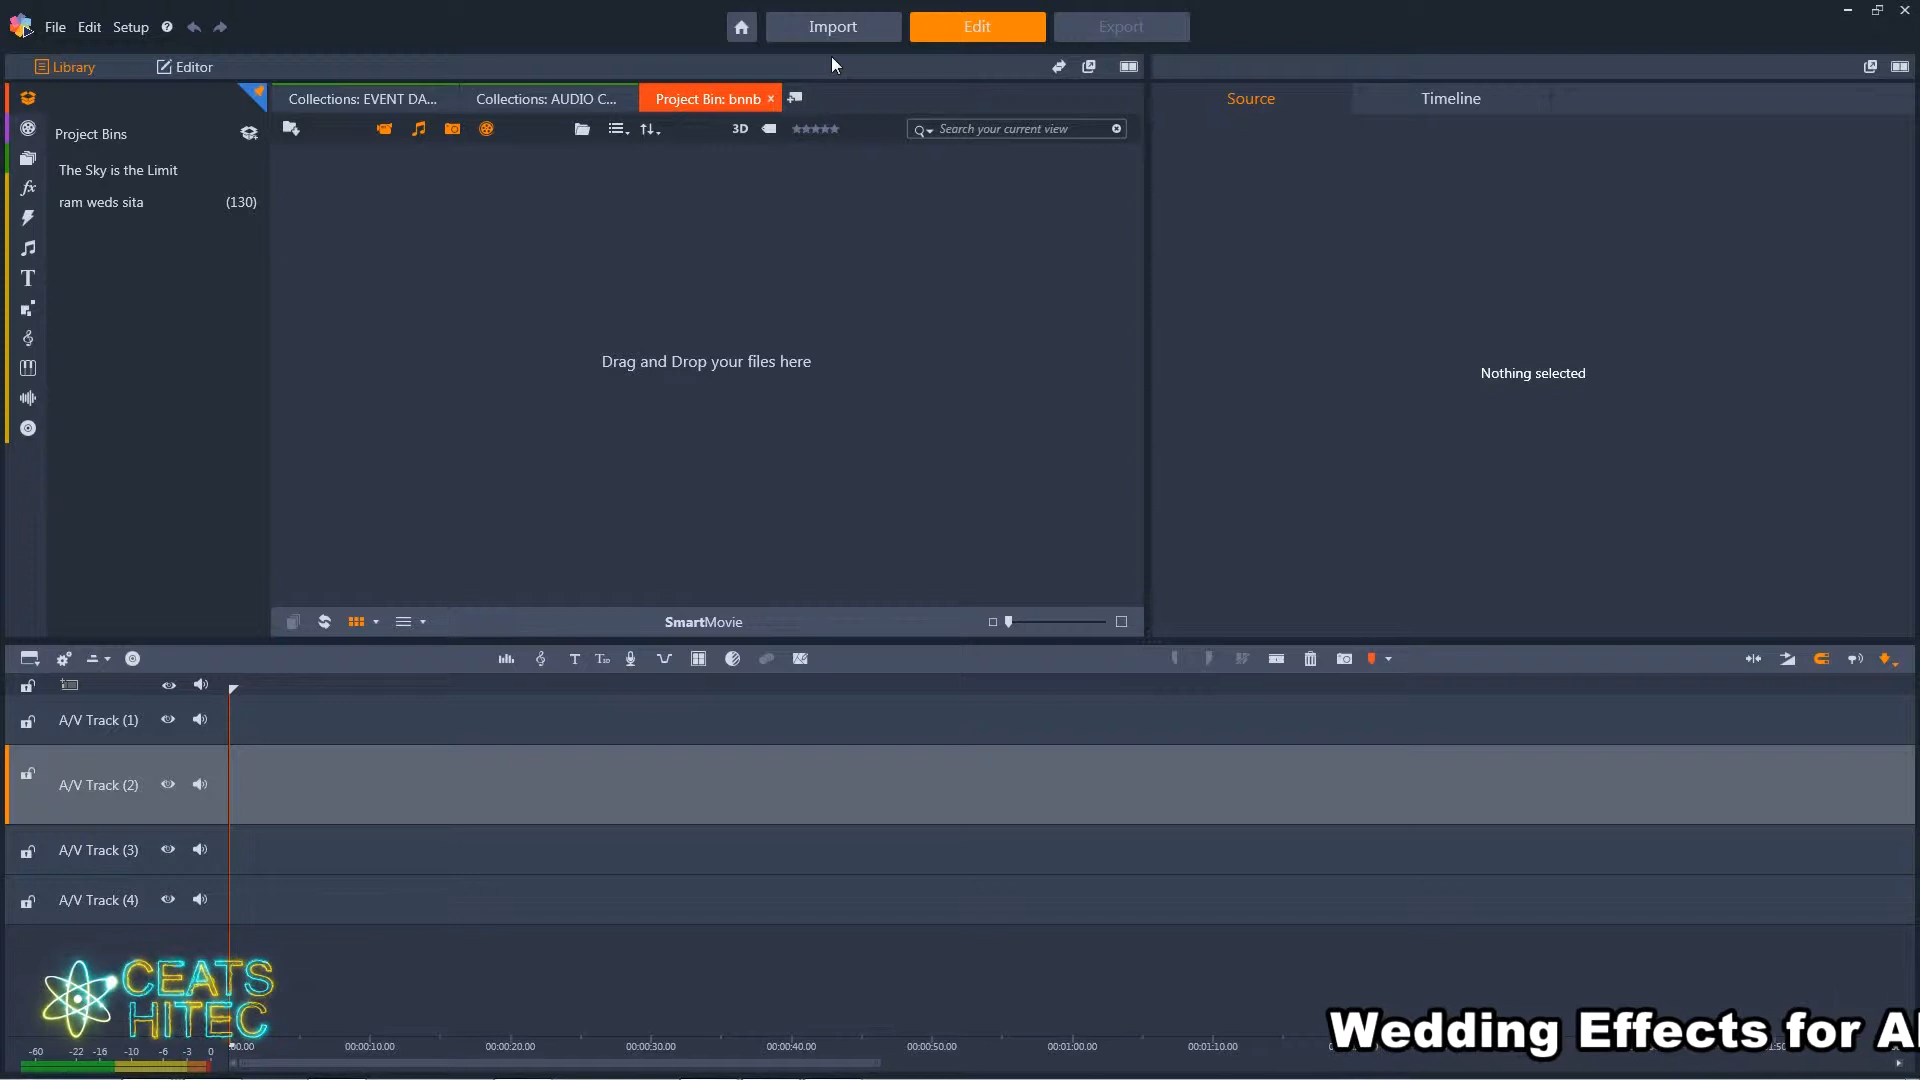 File Edit Setup ?
Import Edit Export
Library Editor
Collections: EVENT DA... Collections: AUDIO C... Project Bin: bnnb x
Source Timeline
3D Search your current view
Project Bins
The Sky is the Limit
ram weds sita (130)
fx
T
Drag and Drop your files here
Nothing selected
SmartMovie
T T3D
A/V Track (1)
A/V Track (2)
A/V Track (3)
A/V Track (4)
CEATS
HITEC
Wedding Effects for
-60 -22 -16 -10 -6 -3 0
00:00:10.00 00:00:20.00 00:00:30.00 00:00:40.00 00:00:50.00 00:01:00.00 00:01:10.00